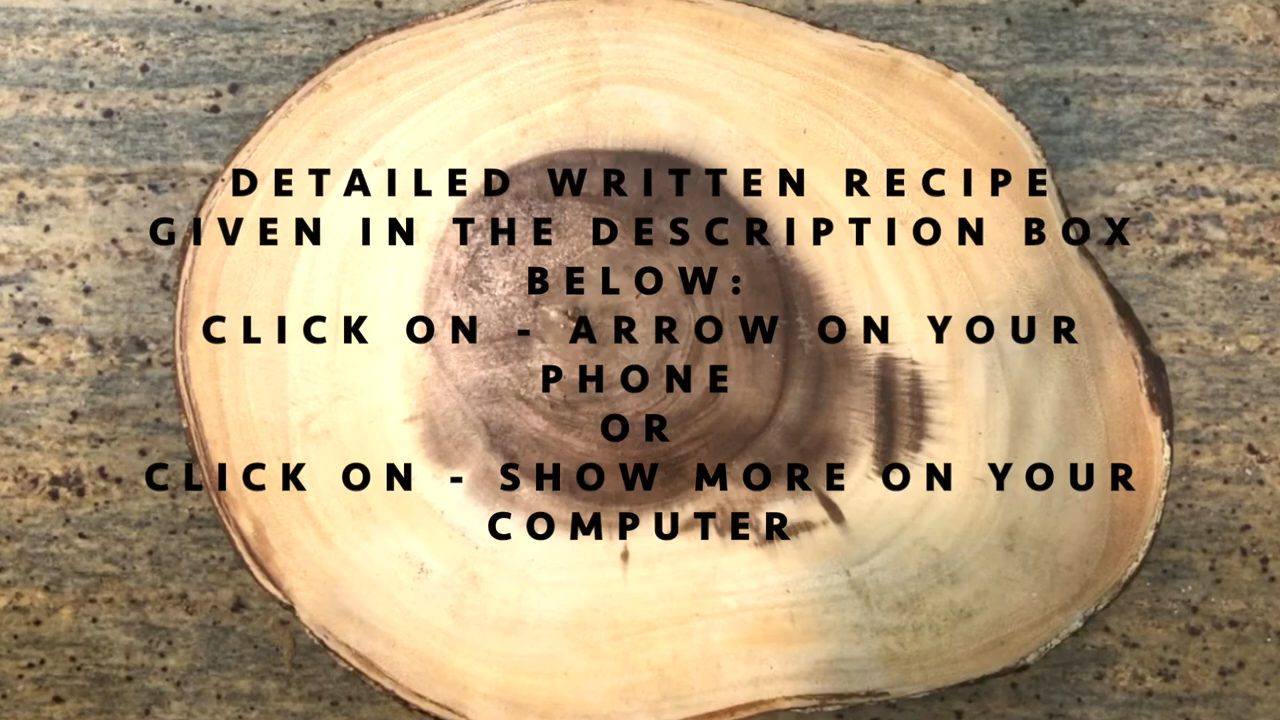 DETAILED WRITTEN RECIPE
GIVEN IN THE DESCRIPTION BOX
BELOW:
CLICK ON - ARROW ON YOUR
PHONE
OR
CLICK ON - SHOW MORE ON YOUR
COMPUTER